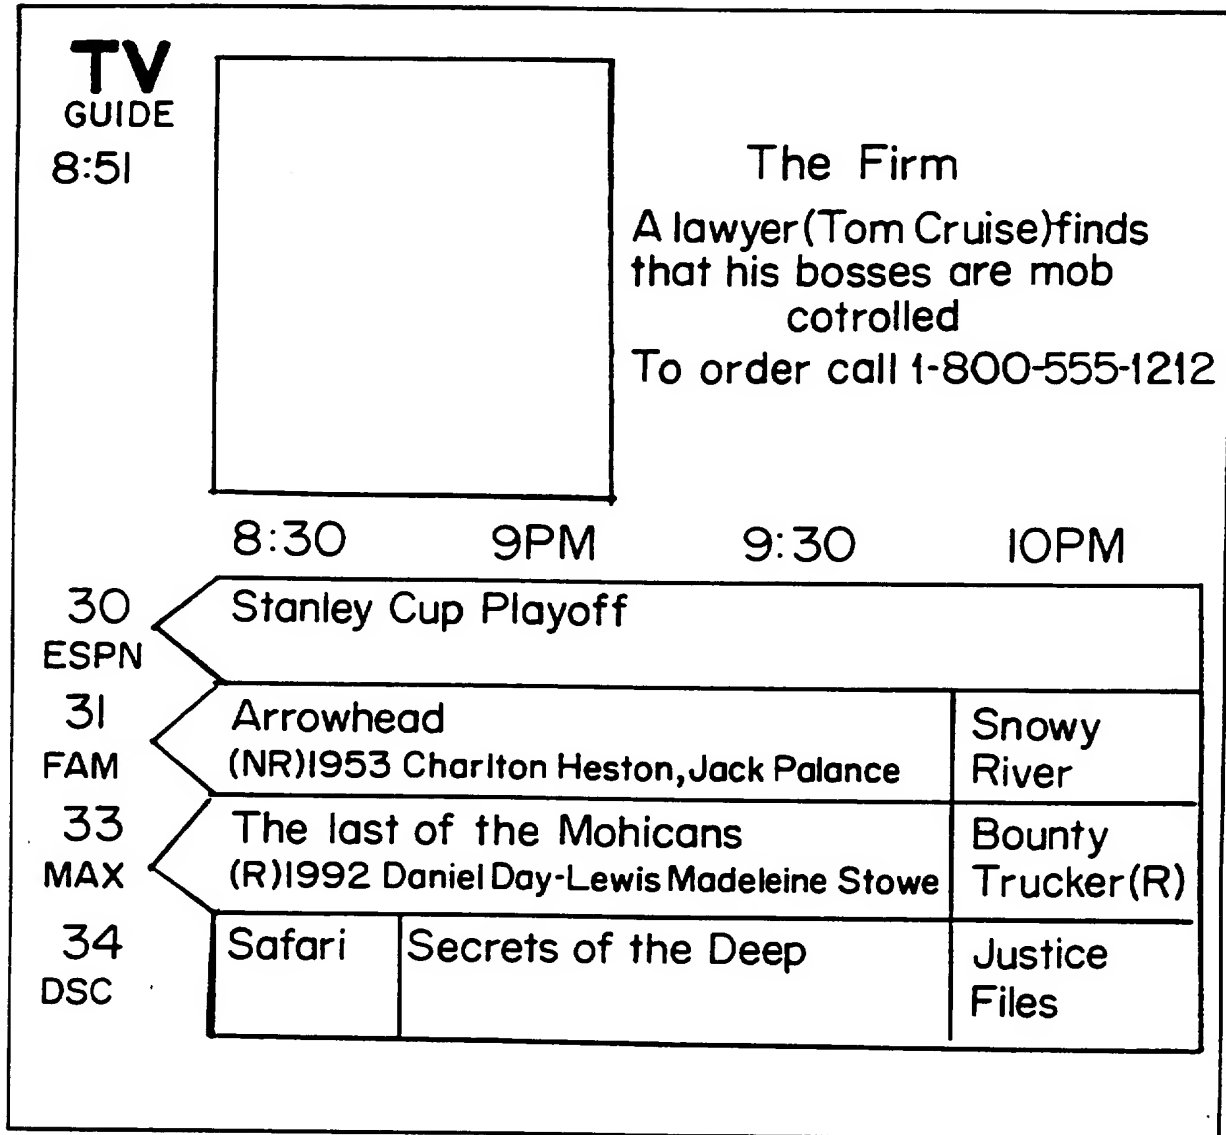 TV
GUIDE
8:51
The Firm
A lawyer(Tom Cruise)finds
that his bosses are mob
cotrolled
To order call 1-800-555-1212
8:30 9PM 9:30 10PM
30 Stanley Cup Playoff
ESPN
31 Arrowhead Snowy
FAM (NR)1953 Charlton Heston,Jack Palance River
33 The last of the Mohicans Bounty
MAX (R)1992 Daniel Day-Lewis Madeleine Stowe Trucker(R)
34 Safari Secrets of the Deep Justice
DSC Files